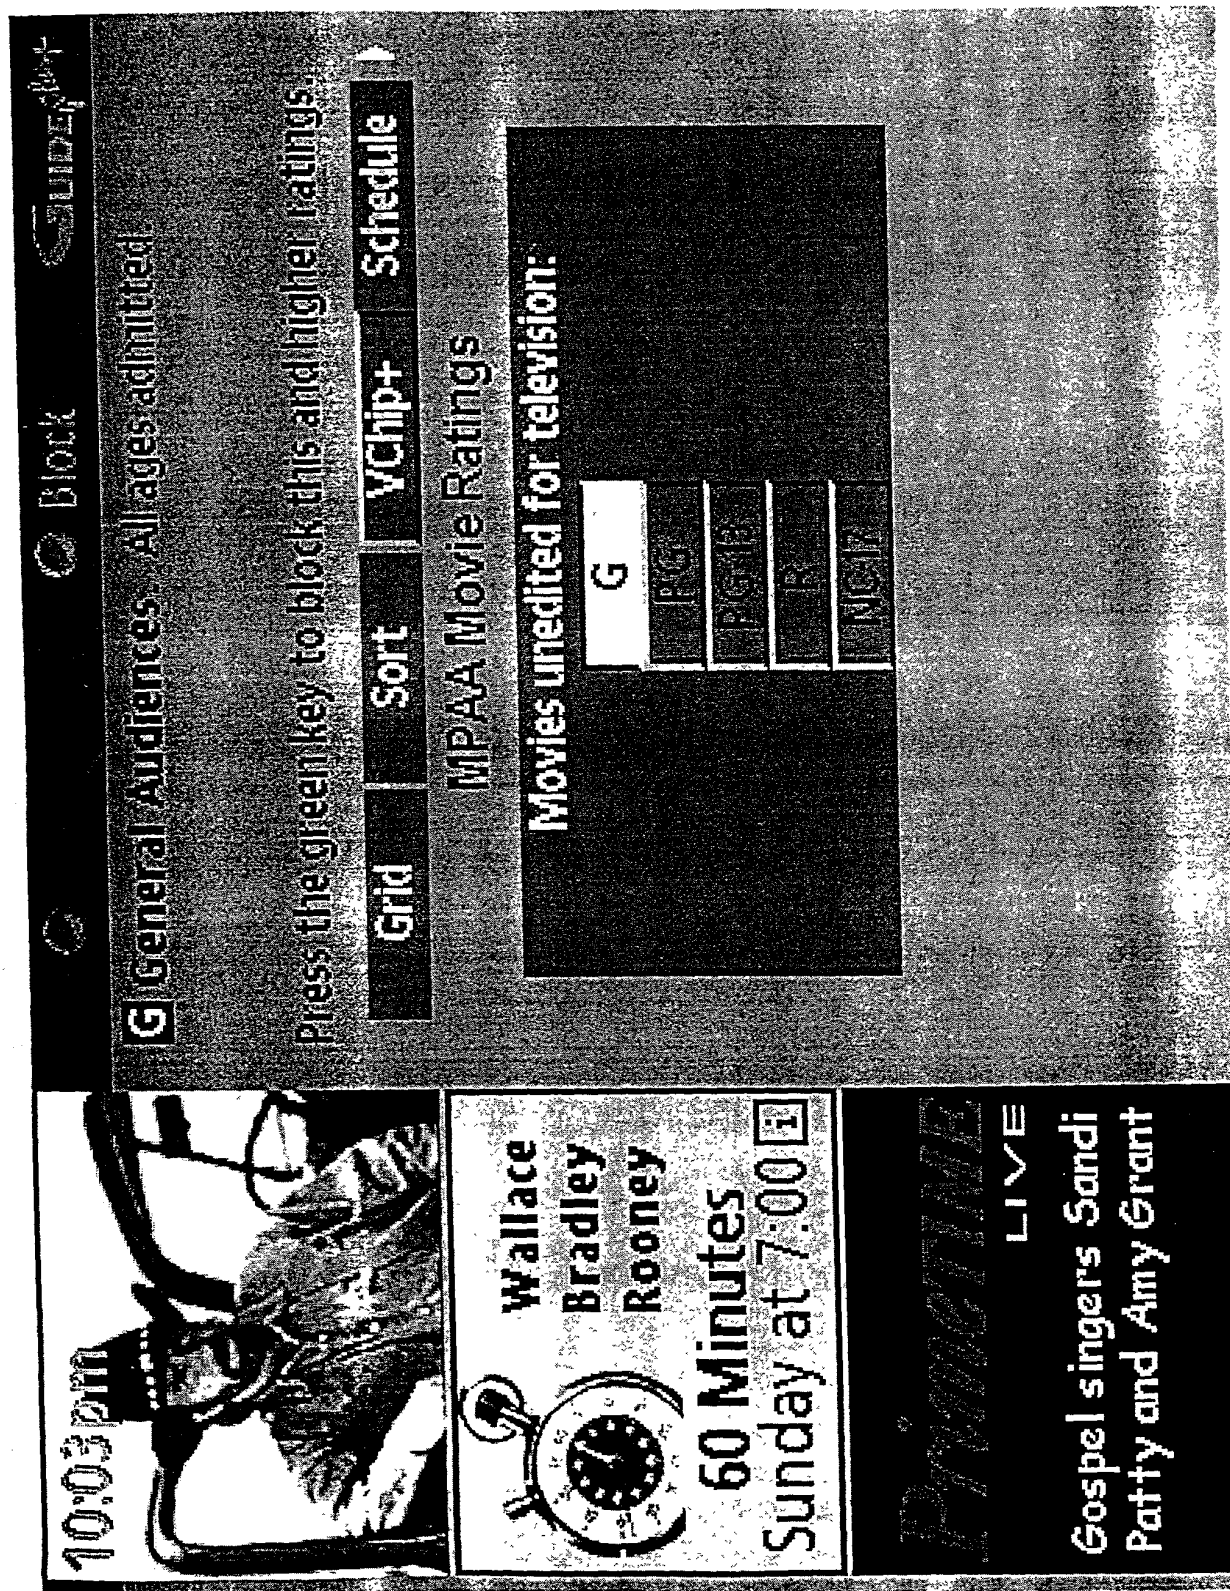 10:03 pm
Block
GUIDE plus+
G General Audiences. All ages admitted
Press the green key to block this and higher ratings.
Grid Sort VChip+ Schedule
MPAA Movie Ratings
Movies unedited for television:
G
PG
PG-13
R
NC-17
Wallace
Bradley
Rooney
60 Minutes
Sunday at 7:00 i
PrimeTIME
LIVE
Gospel singers Sandi
Patty and Amy Grant